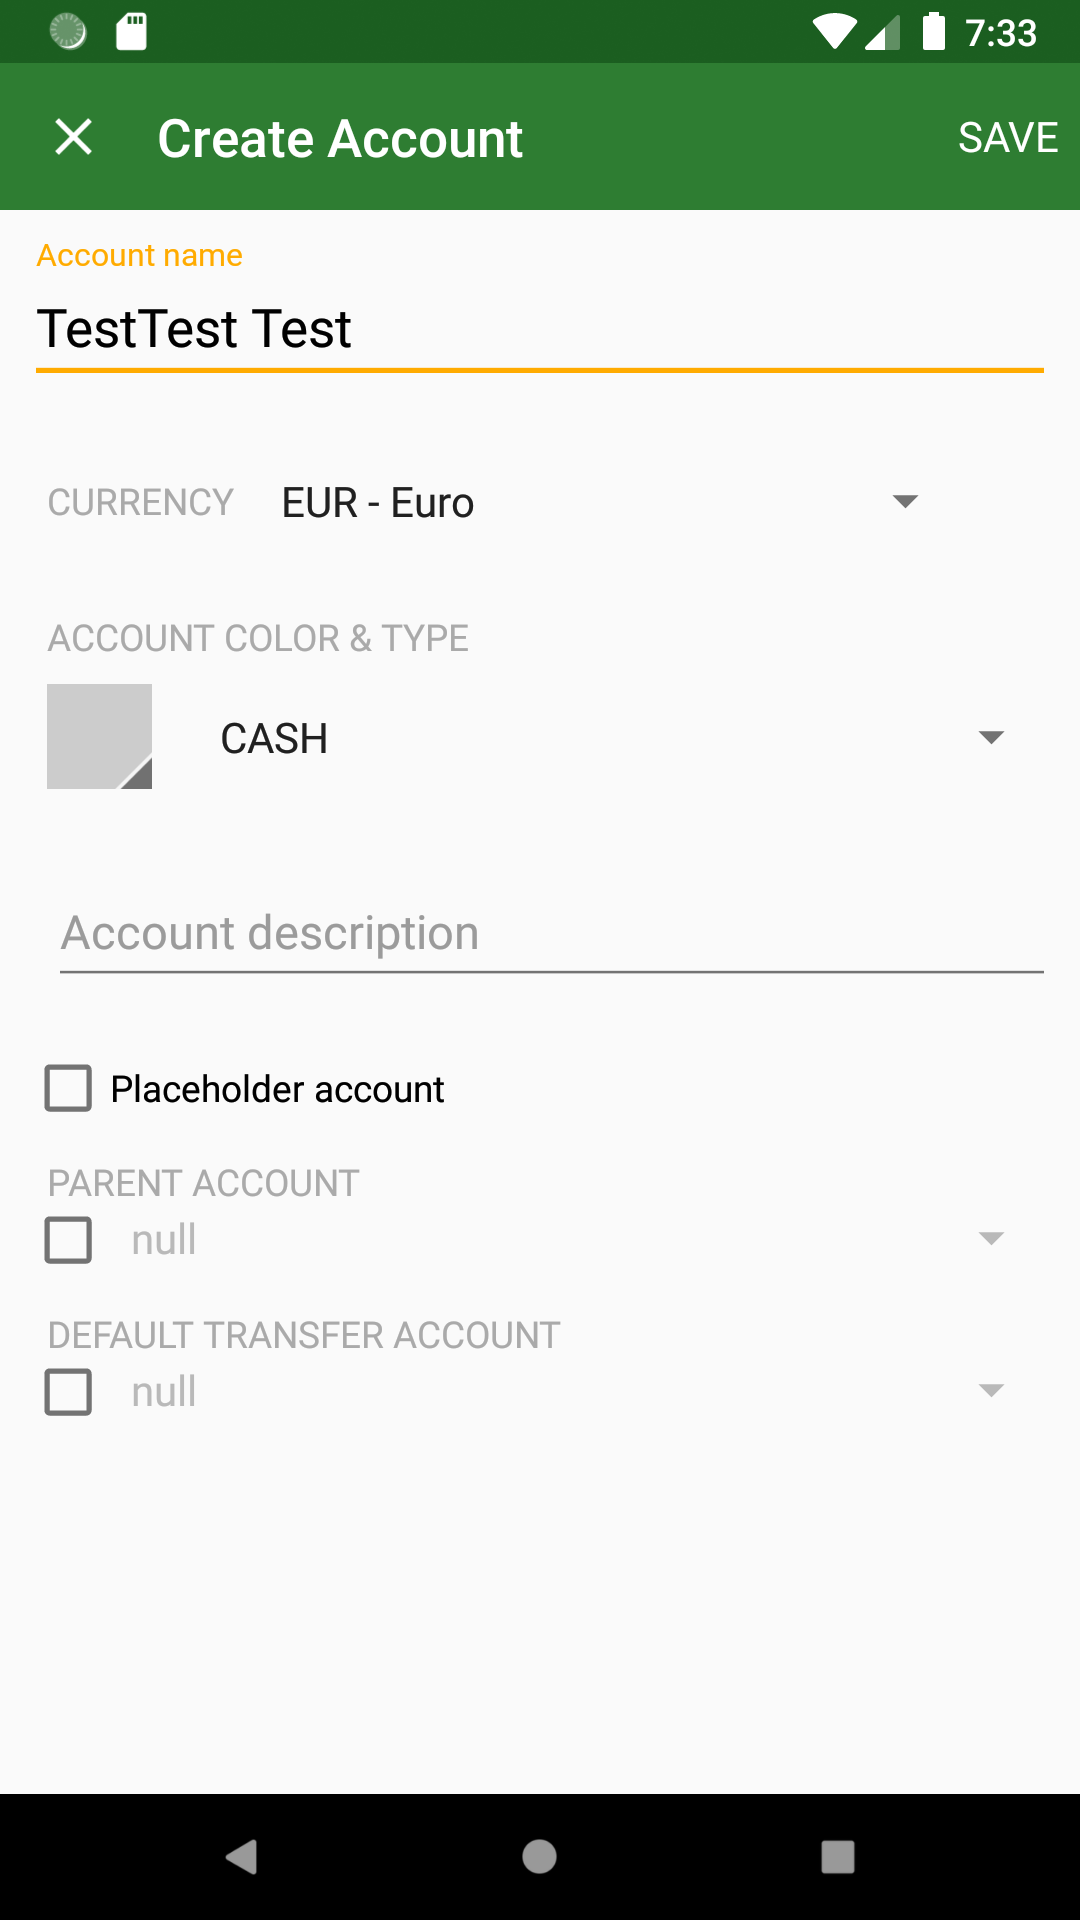 7:33
Create Account
SAVE
Account name
TestTest Test
CURRENCY EUR - Euro
ACCOUNT COLOR & TYPE
CASH
Account description
Placeholder account
PARENT ACCOUNT
null
DEFAULT TRANSFER ACCOUNT
null